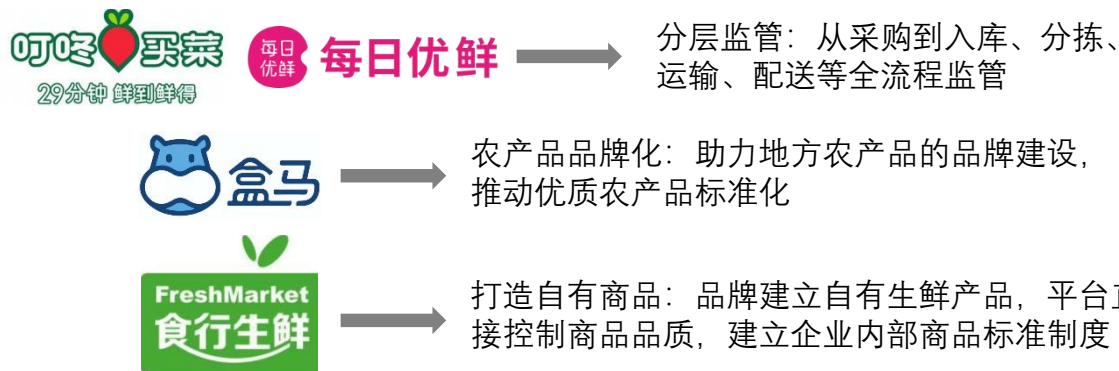 叮咚买菜
29分钟 鲜到鲜得
每日
优鲜
每日优鲜
分层监管：从采购到入库、分拣、
运输、配送等全流程监管
盒马
农产品品牌化：助力地方农产品的品牌建设，
推动优质农产品标准化
FreshMarket
食行生鲜
打造自有商品：品牌建立自有生鲜产品，平台直
接控制商品品质，建立企业内部商品标准制度